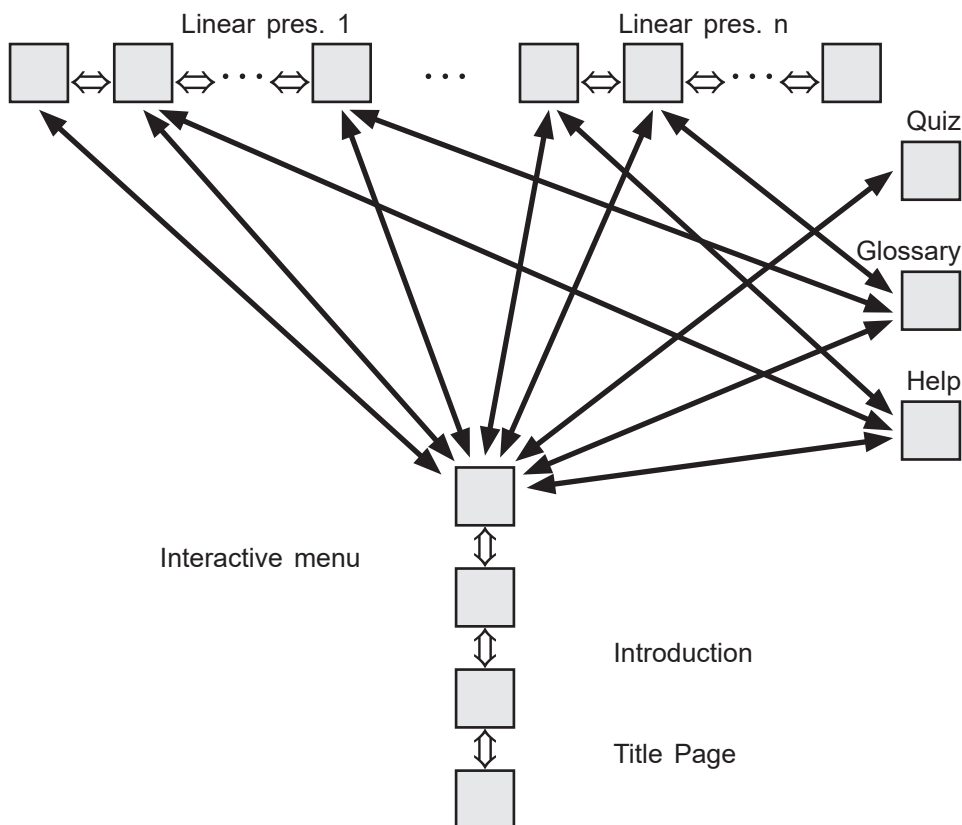 Linear pres. 1
Linear pres. n
...
...
...
Quiz
Glossary
Help
Interactive menu
Introduction
Title Page